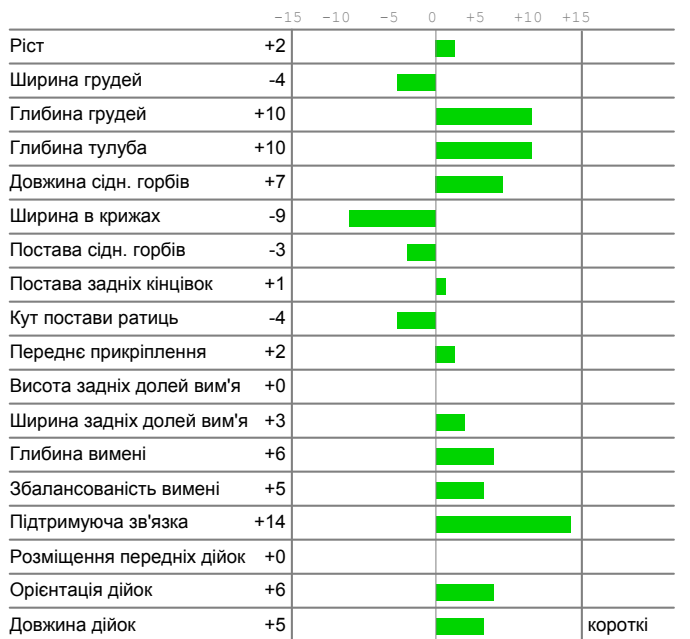 -15 -10 -5 0 +5 +10 +15
Ріст +2
Ширина грудей -4
Глибина грудей +10
Глибина тулуба +10
Довжина сідн. горбів +7
Ширина в крижах -9
Постава сідн. горбів -3
Постава задніх кінцівок +1
Кут постави ратиць -4
Переднє прикріплення +2
Висота задніх долей вим'я +0
Ширина задніх долей вим'я +3
Глибина вимені +6
Збалансованість вимені +5
Підтримуюча зв'язка +14
Розміщення передніх дійок +0
Орієнтація дійок +6
Довжина дійок +5 короткі